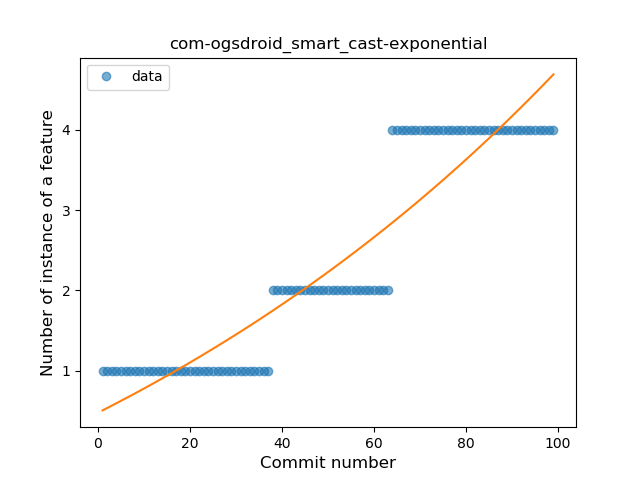 com-ogsdroid_smart_cast-exponential
data
Number of instance of a feature
4
3
2
1
0
20
40
60
80
100
Commit number